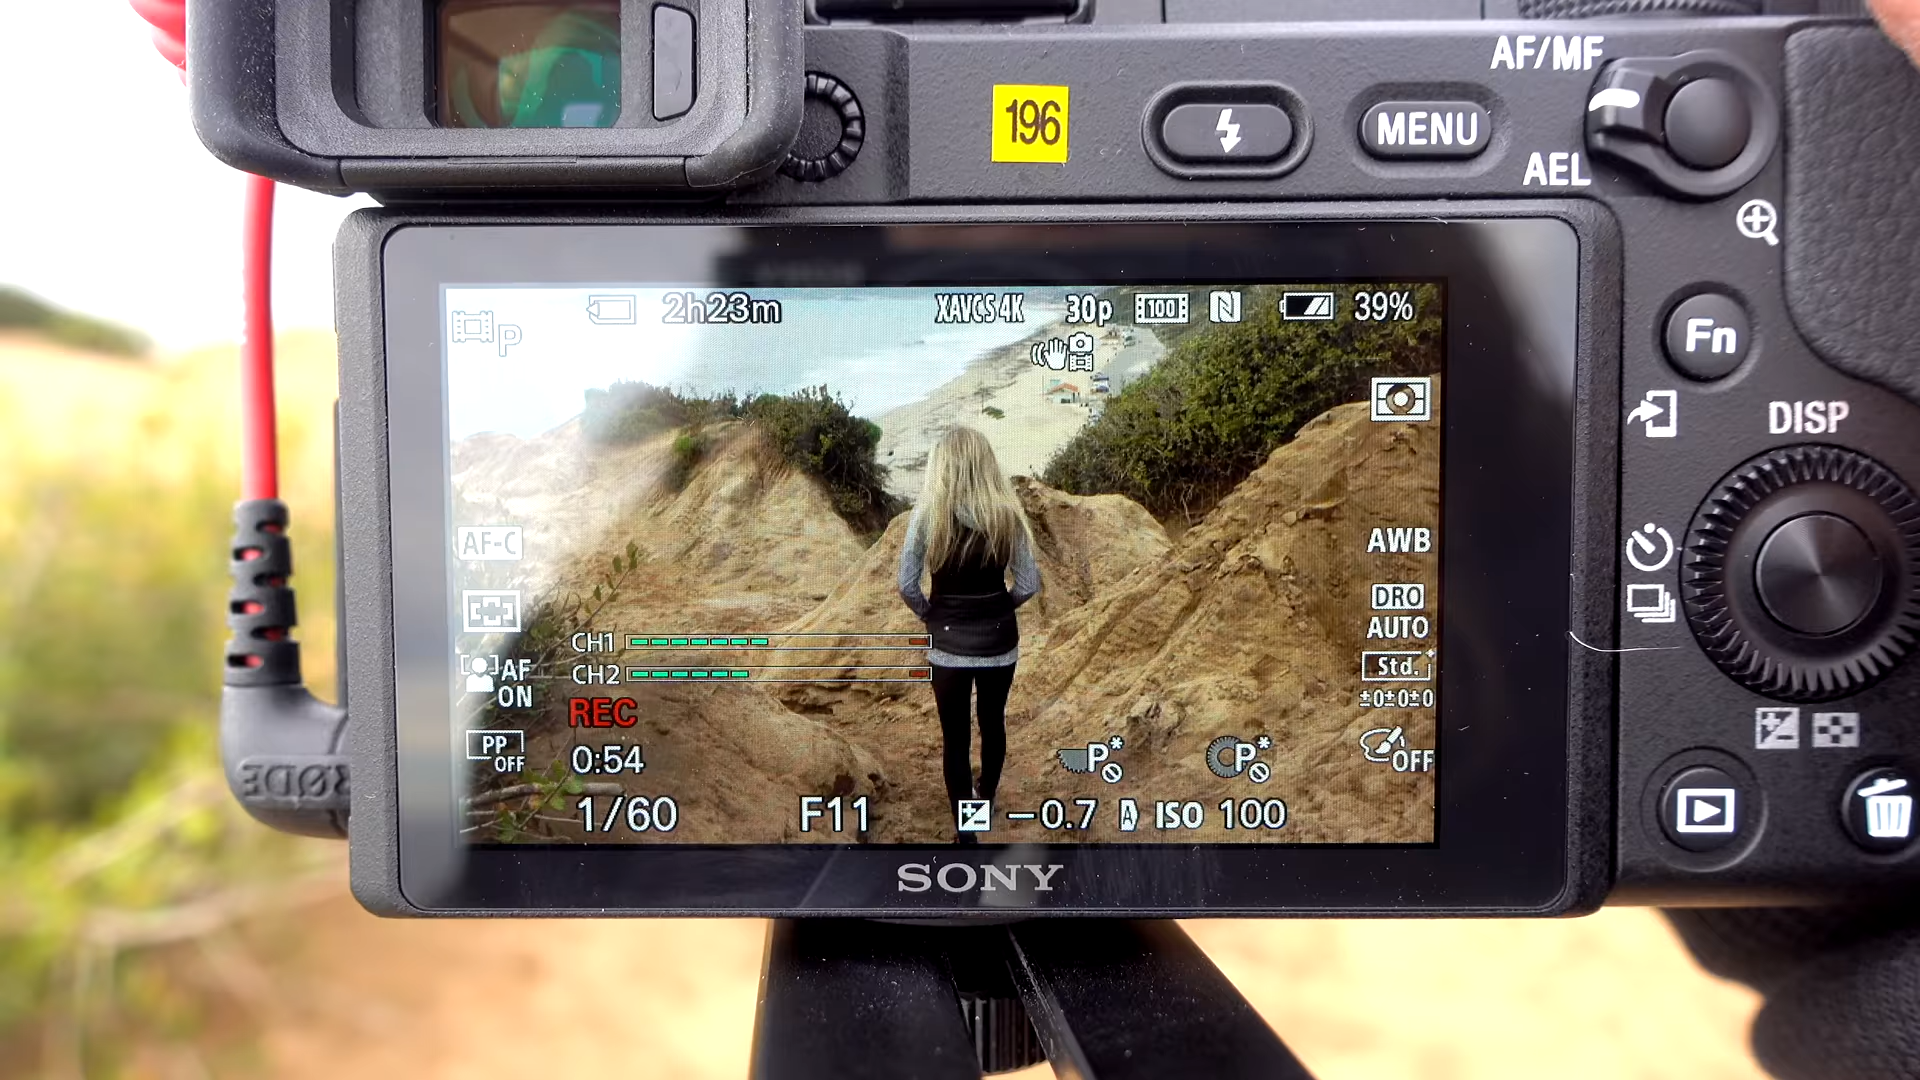 AF/MF
196
MENU
AEL
2h23m
XAVC S 4K
30p
100
N
39%
P
Fn
DISP
AF-C
AWB
DRO
AUTO
CH1
CH2
AF
ON
Std.
±0±0±0
REC
PP
OFF
0:54
P*
P*
OFF
1/60
F11
−0.7
A
ISO 100
RØDE
SONY